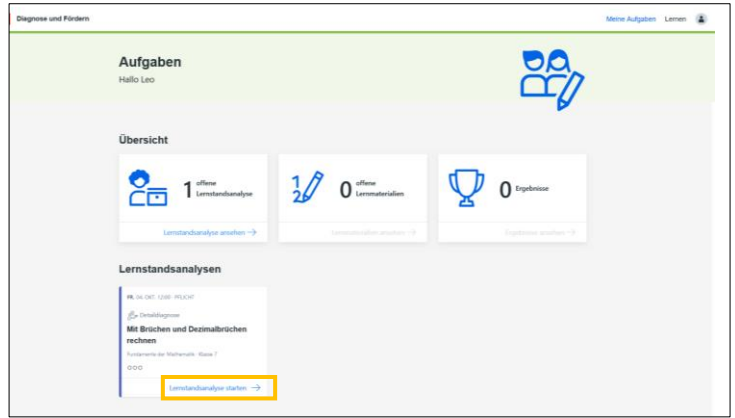 Diagnose und Fördern
Meine Aufgaben Lernen
Aufgaben
Hallo Leo
Übersicht
1 offene Lernstandsanalyse
Lernstandsanalyse ansehen →
0 offene Lernmaterialien
Lernmaterialien ansehen →
0 Ergebnisse
Ergebnisse ansehen →
Lernstandsanalysen
FR. 04. OKT. 12:00 · PFLICHT
Detaildiagnose
Mit Brüchen und Dezimalbrüchen
rechnen
Fundamente der Mathematik · Klasse 7
Lernstandsanalyse starten →